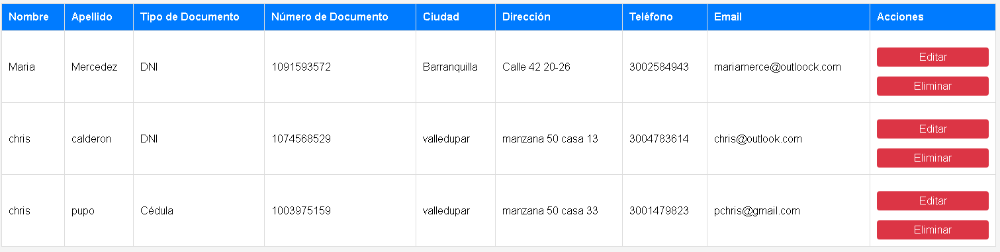 Nombre Apellido Tipo de Documento Número de Documento Ciudad Dirección Teléfono Email Acciones
Maria Mercedez DNI 1091593572 Barranquilla Calle 42 20-26 3002584943 mariamerce@outloock.com Editar
Eliminar
chris calderon DNI 1074568529 valledupar manzana 50 casa 13 3004783614 chris@outlook.com Editar
Eliminar
chris pupo Cédula 1003975159 valledupar manzana 50 casa 33 3001479823 pchris@gmail.com Editar
Eliminar